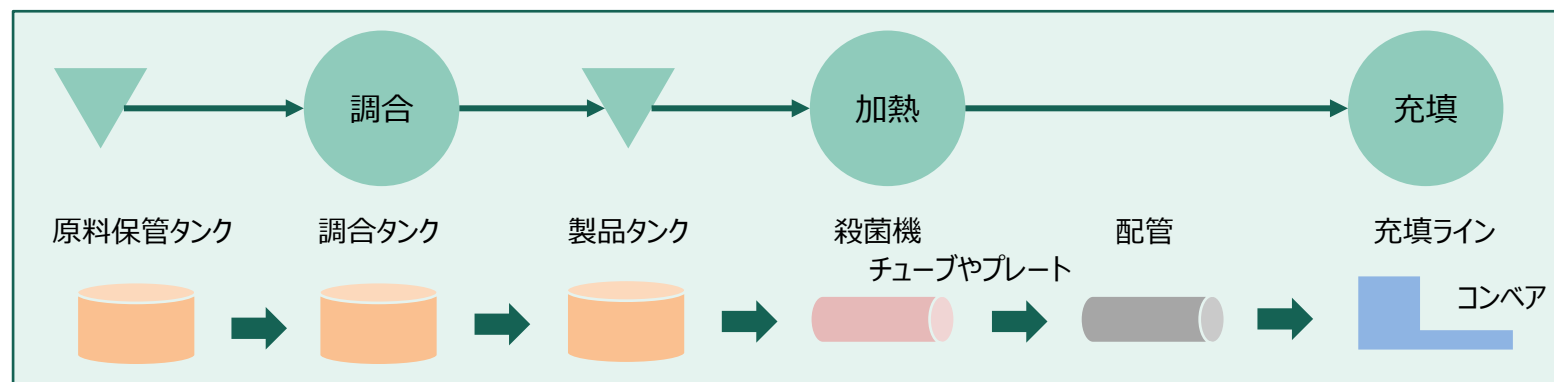 調合
加熱
充填
原料保管タンク
調合タンク
製品タンク
殺菌機
配管
充填ライン
チューブやプレート
コンベア